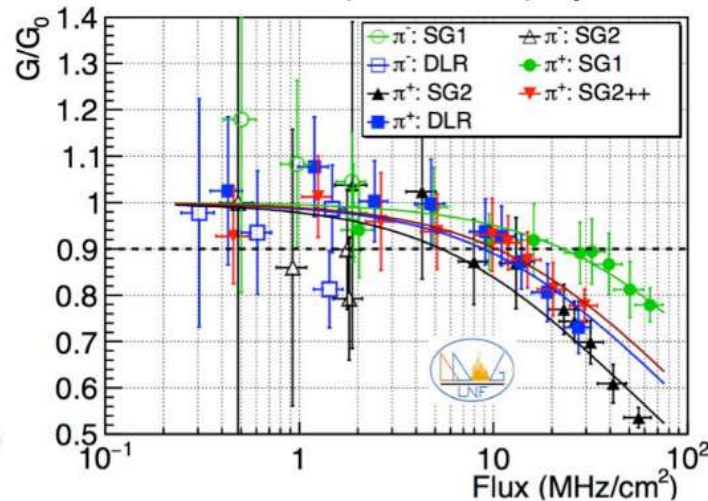 G/G₀
1.4
1.3
1.2
1.1
1
0.9
0.8
0.7
0.6
0.5
π⁻: SG1
π⁻: SG2
π⁻: DLR
π⁺: SG1
π⁺: SG2
π⁺: SG2++
π⁺: DLR
LNF
10⁻¹
1
10
10²
Flux (MHz/cm²)